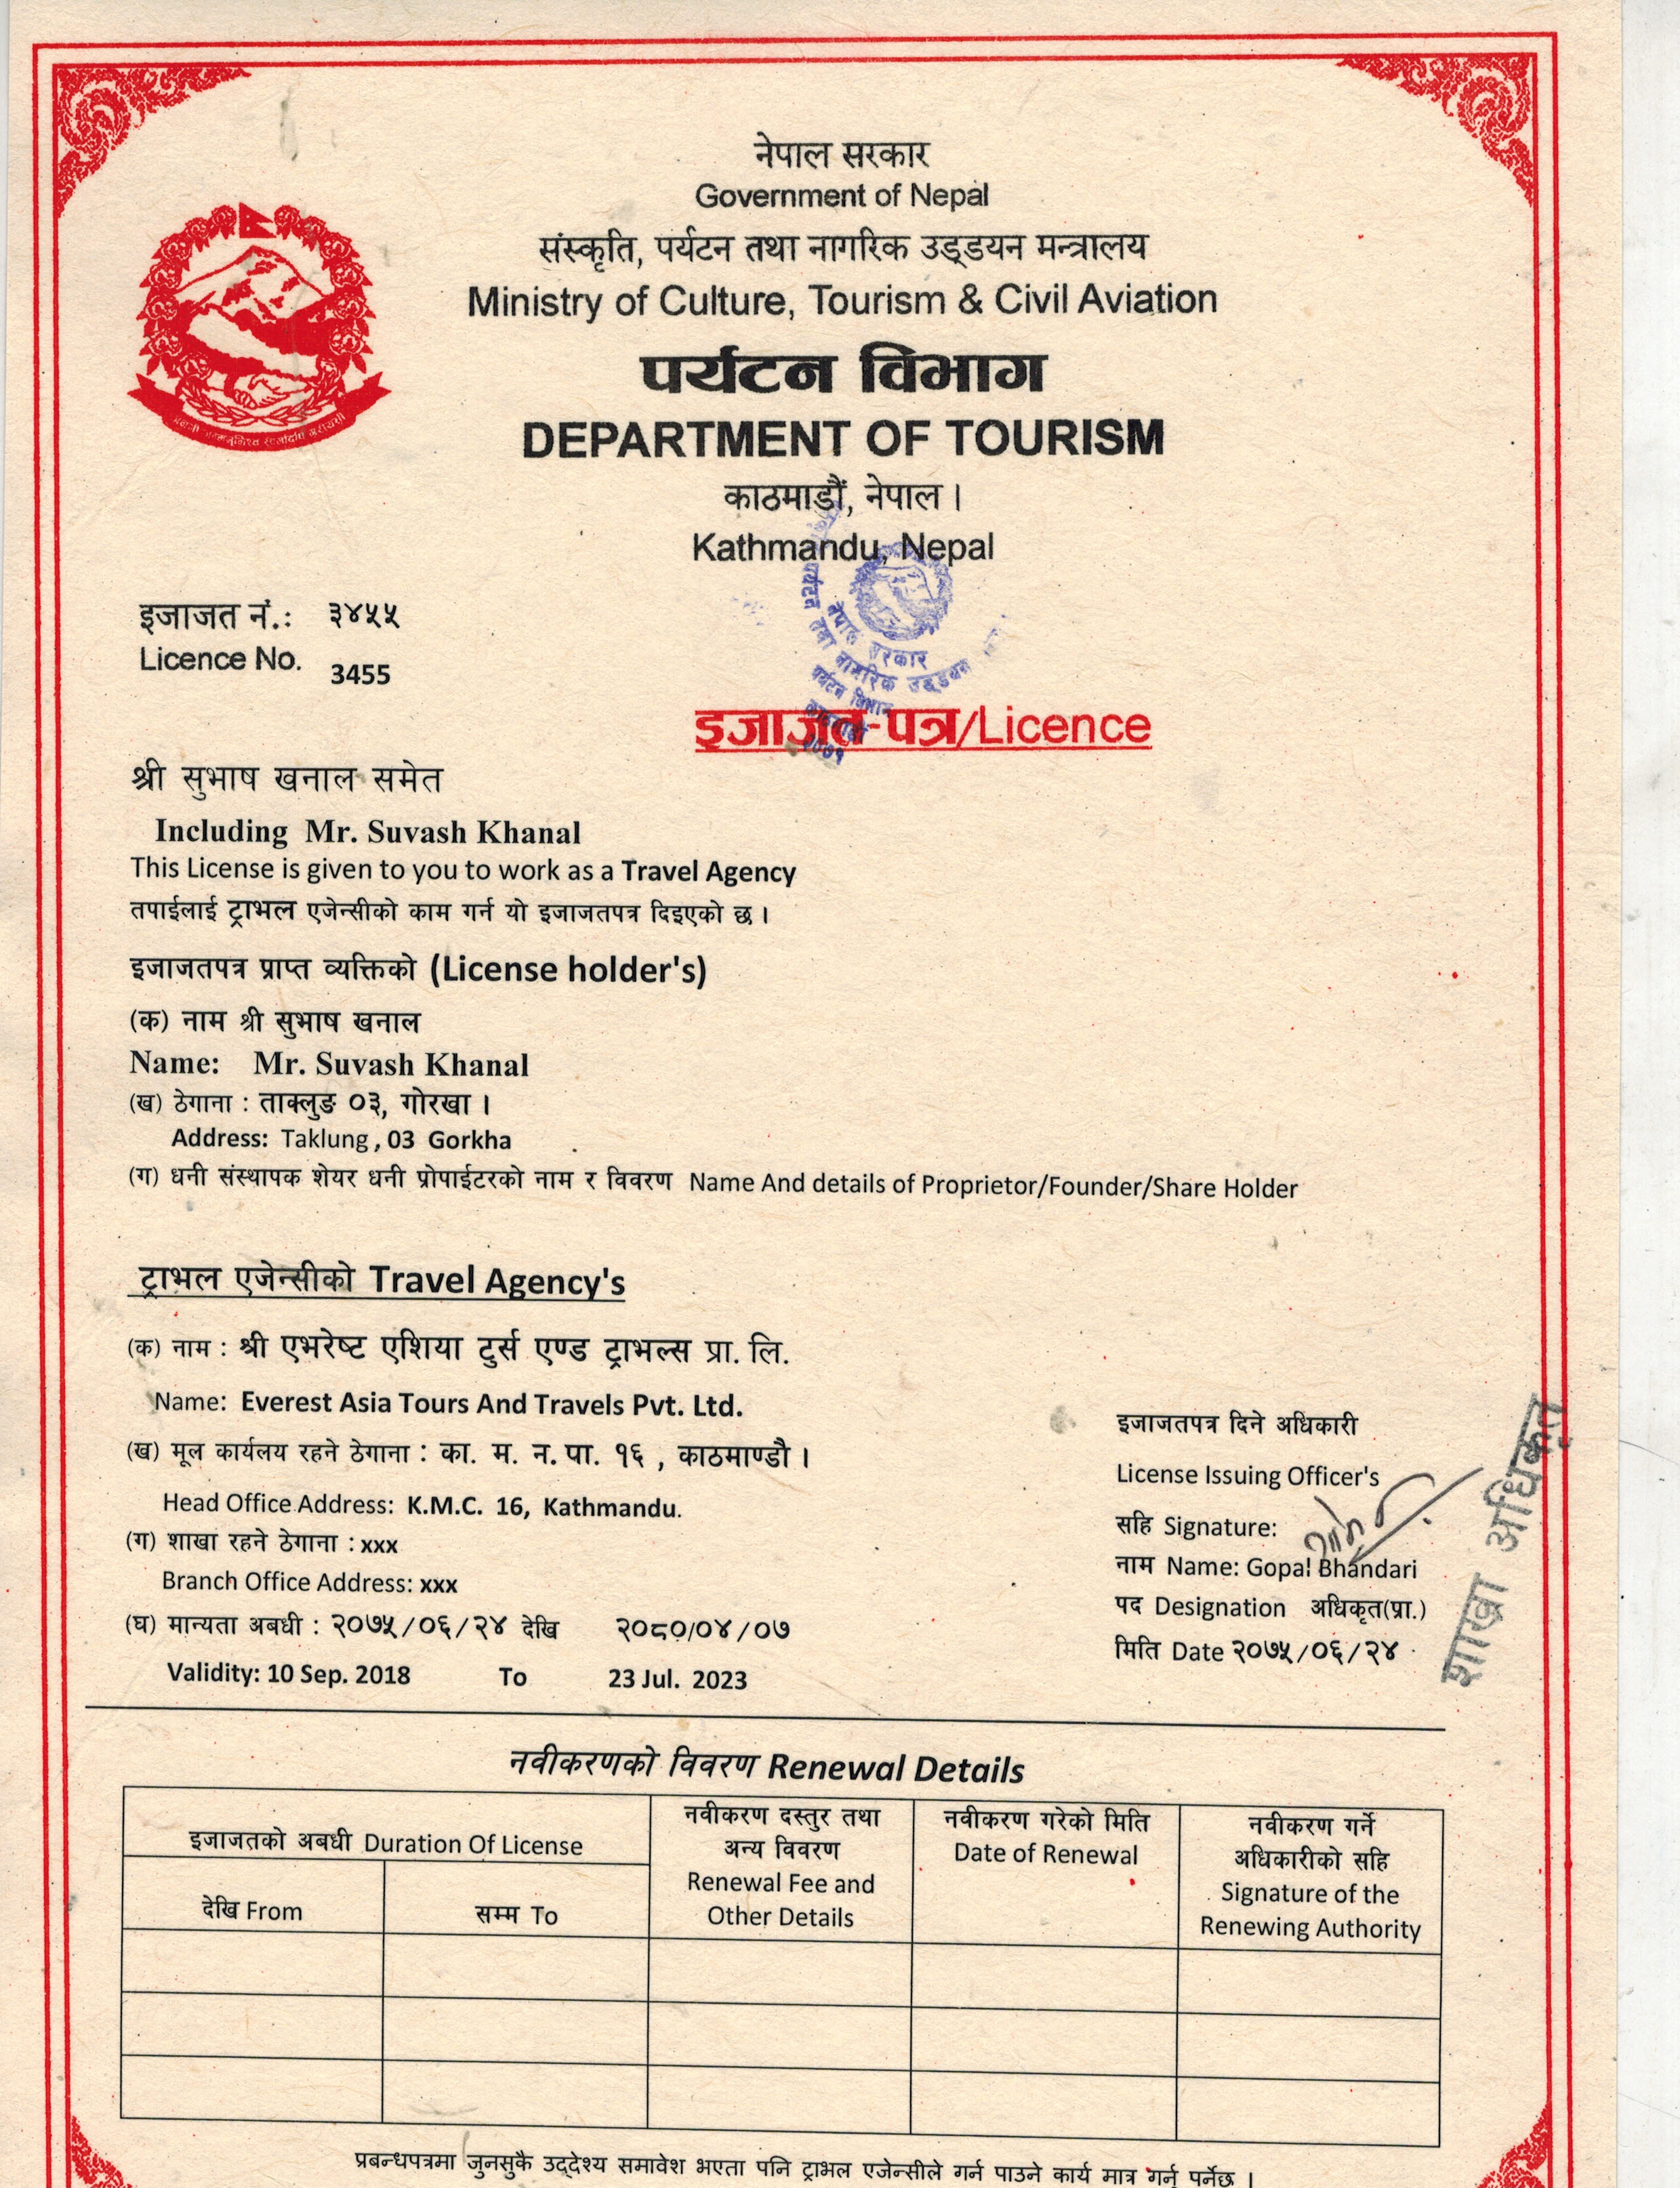 नेपाल सरकार
Government of Nepal
संस्कृति, पर्यटन तथा नागरिक उड्डयन मन्त्रालय
Ministry of Culture, Tourism & Civil Aviation
पर्यटन विभाग
DEPARTMENT OF TOURISM
काठमाडौं, नेपाल ।
Kathmandu, Nepal
नेपाल सरकार
पर्यटन तथा नागरिक उड्डयन
पर्यटन विभाग
इजाजत नं.: ३४५५
Licence No. 3455
इजाजत-पत्र/Licence
श्री सुभाष खनाल समेत
Including Mr. Suvash Khanal
This License is given to you to work as a Travel Agency
तपाईलाई ट्राभल एजेन्सीको काम गर्न यो इजाजतपत्र दिइएको छ ।
इजाजतपत्र प्राप्त व्यक्तिको (License holder's)
(क) नाम श्री सुभाष खनाल
Name: Mr. Suvash Khanal
(ख) ठेगाना : ताक्लुङ ०३, गोरखा ।
Address: Taklung , 03 Gorkha
(ग) धनी संस्थापक शेयर धनी प्रोपाईटरको नाम र विवरण Name And details of Proprietor/Founder/Share Holder
ट्राभल एजेन्सीको Travel Agency's
(क) नाम : श्री एभरेष्ट एशिया टुर्स एण्ड ट्राभल्स प्रा. लि.
Name: Everest Asia Tours And Travels Pvt. Ltd.
(ख) मूल कार्यलय रहने ठेगाना : का. म. न. पा. १६ , काठमाण्डौ ।
Head Office Address: K.M.C. 16, Kathmandu.
(ग) शाखा रहने ठेगाना : xxx
Branch Office Address: xxx
(घ) मान्यता अबधी : २०७५/०६/२४ देखि २०८०/०४/०७
Validity: 10 Sep. 2018 To 23 Jul. 2023
इजाजतपत्र दिने अधिकारी
License Issuing Officer's
सहि Signature:
नाम Name: Gopal Bhandari
पद Designation अधिकृत(प्रा.)
मिति Date २०७५/०६/२४
शाखा अधिकृत
नवीकरणको विवरण Renewal Details
इजाजतको अबधी Duration Of License
देखि From
सम्म To
नवीकरण दस्तुर तथा
अन्य विवरण
Renewal Fee and
Other Details
नवीकरण गरेको मिति
Date of Renewal
नवीकरण गर्ने
अधिकारीको सहि
Signature of the
Renewing Authority
प्रबन्धपत्रमा जुनसुकै उद्देश्य समावेश भएता पनि ट्राभल एजेन्सीले गर्न पाउने कार्य मात्र गर्नु पर्नेछ ।